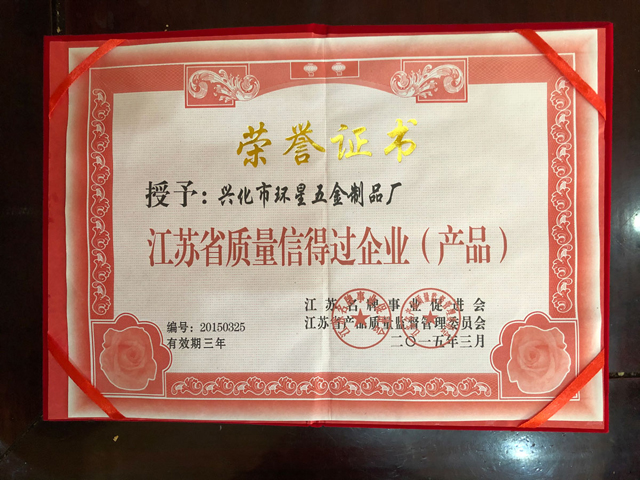 荣誉证书
授予：兴化市环星五金制品厂
江苏省质量信得过企业（产品）
江苏名牌事业促进会
江苏省产品质量监督管理委员会
编号：20150325
有效期三年
二〇一五年三月